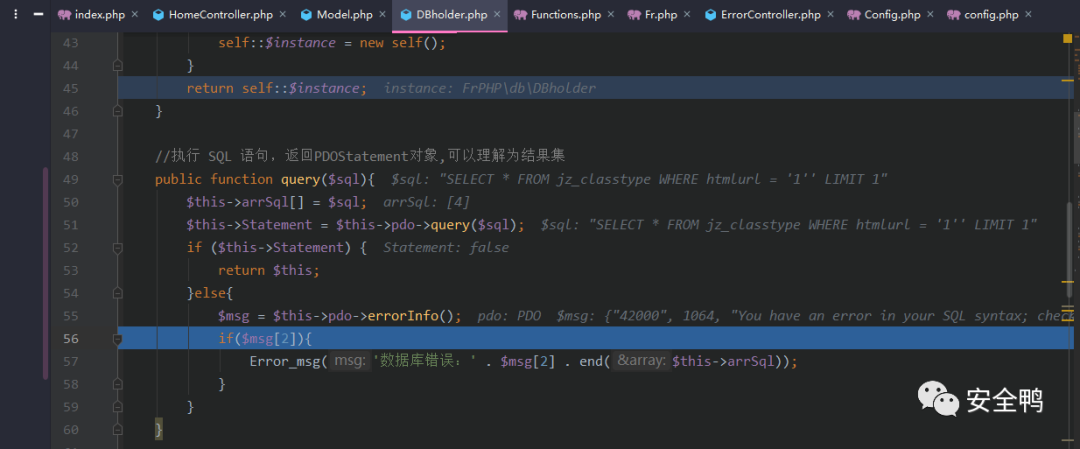 index.php HomeController.php Model.php DBholder.php Functions.php Fr.php ErrorController.php Config.php config.php
43 self::$instance = new self();
44 }
45 return self::$instance; instance: FrPHP\db\DBholder
46 }
47
48 //执行 SQL 语句，返回PDOStatement对象,可以理解为结果集
49 public function query($sql){ $sql: "SELECT * FROM jz_classtype WHERE htmlurl = '1'' LIMIT 1"
50 $this->arrSql[] = $sql; arrSql: [4]
51 $this->Statement = $this->pdo->query($sql); $sql: "SELECT * FROM jz_classtype WHERE htmlurl = '1'' LIMIT 1"
52 if ($this->Statement) { Statement: false
53 return $this;
54 }else{
55 $msg = $this->pdo->errorInfo(); pdo: PDO $msg: {"42000", 1064, "You have an error in your SQL syntax; chec
56 if($msg[2]){
57 Error_msg( msg: '数据库错误：' . $msg[2] . end( &array: $this->arrSql));
58 }
59 }
60 }
安全鸭